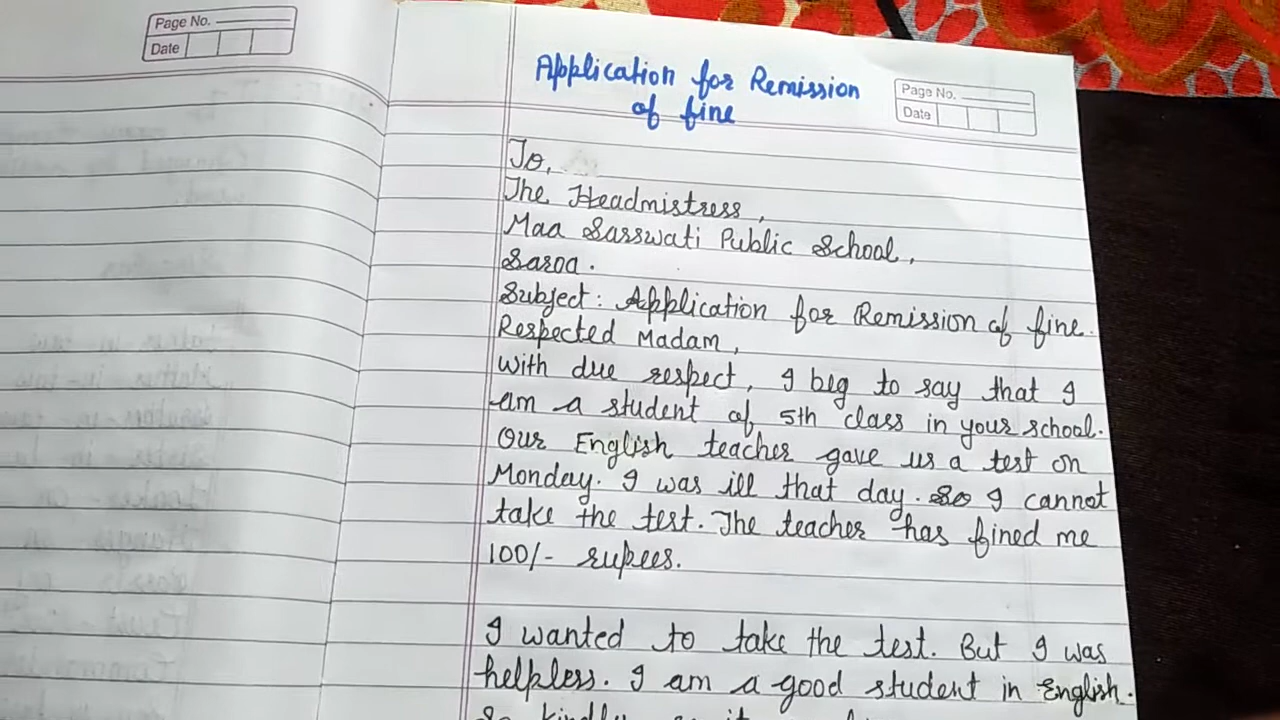 Page No.
Date
Application for Remission
of fine
Page No.
Date
To,
The Headmistress,
Maa Sarswati Public School,
Saroa.
Subject: Application for Remission of fine.
Respected Madam,
With due respect, I beg to say that I
am a student of 5th class in your school.
Our English teacher gave us a test on
Monday. I was ill that day. So I cannot
take the test. The teacher has fined me
100/- rupees.
I wanted to take the test. But I was
helpless. I am a good student in English.
So kindly